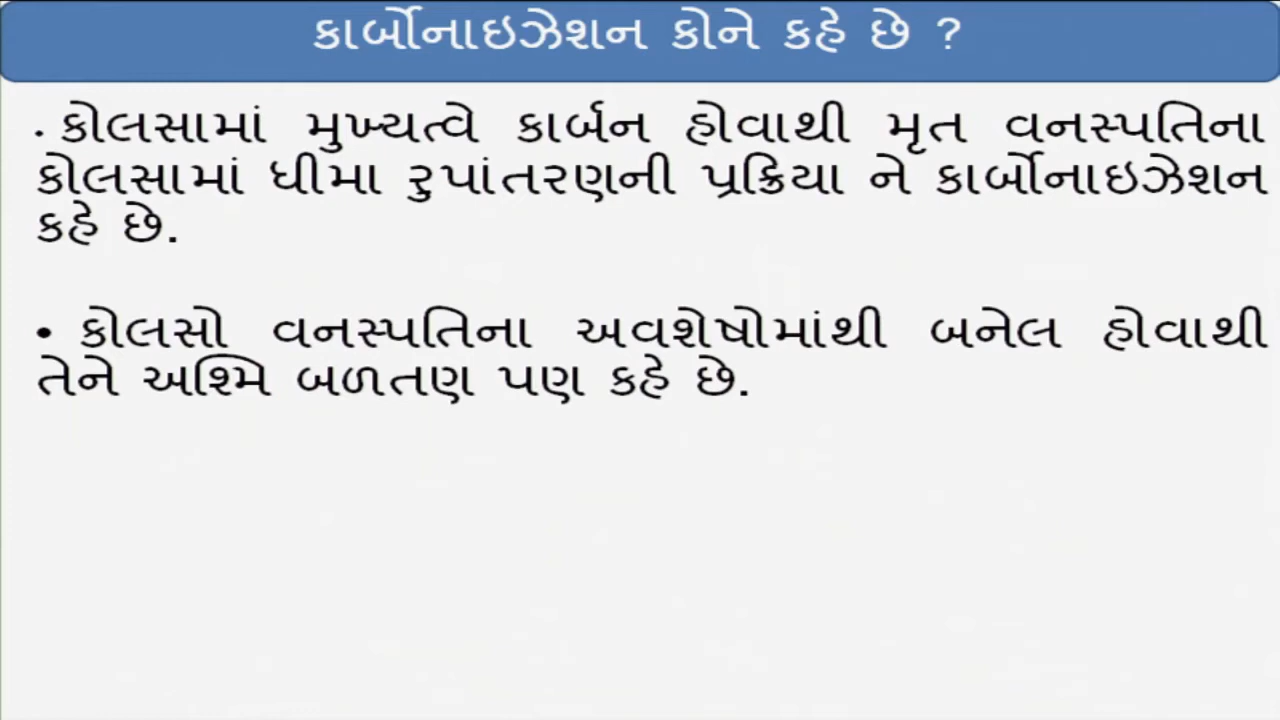 કાર્બોનાઇઝેશન કોને કહે છે ?
. કોલસામાં મુખ્યત્વે કાર્બન હોવાથી મૃત વનસ્પતિના
કોલસામાં ધીમા રુપાંતરણની પ્રક્રિયા ને કાર્બોનાઇઝેશન
કહે છે.
• કોલસો વનસ્પતિના અવશેષોમાંથી બનેલ હોવાથી
તેને અશ્મિ બળતણ પણ કહે છે.